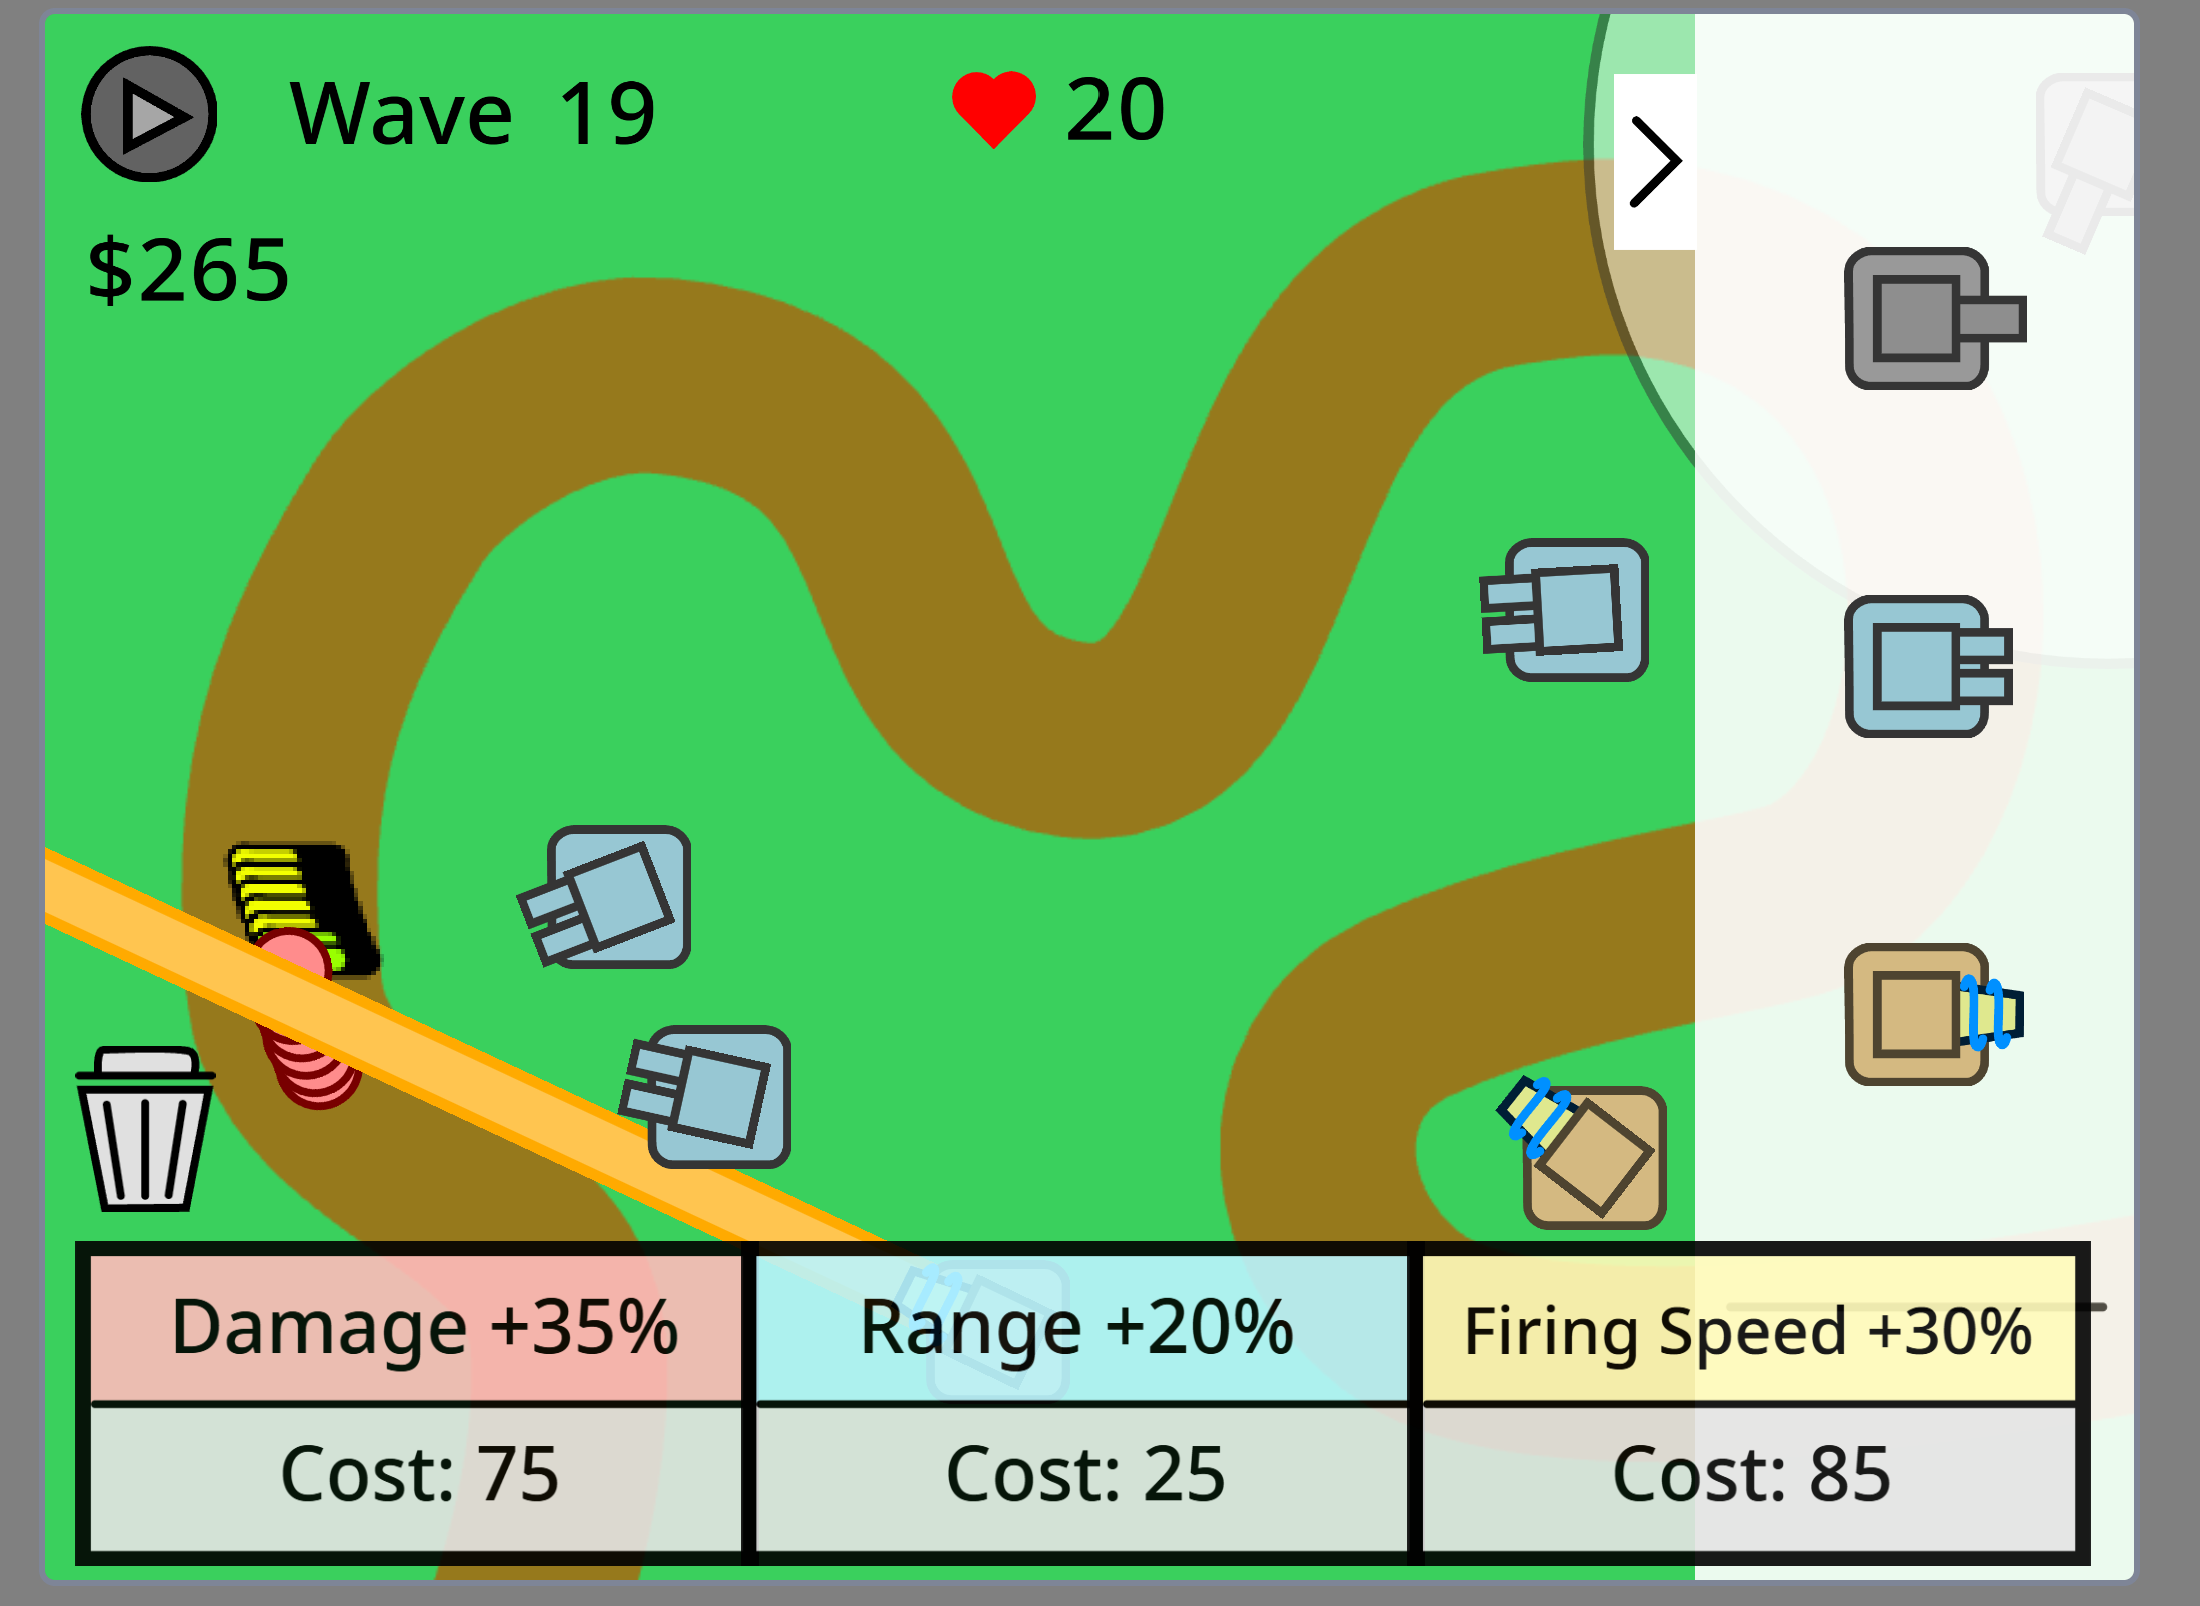 Wave 19
20
$265
Damage +35%
Range +20%
Firing Speed +30%
Cost: 75
Cost: 25
Cost: 85